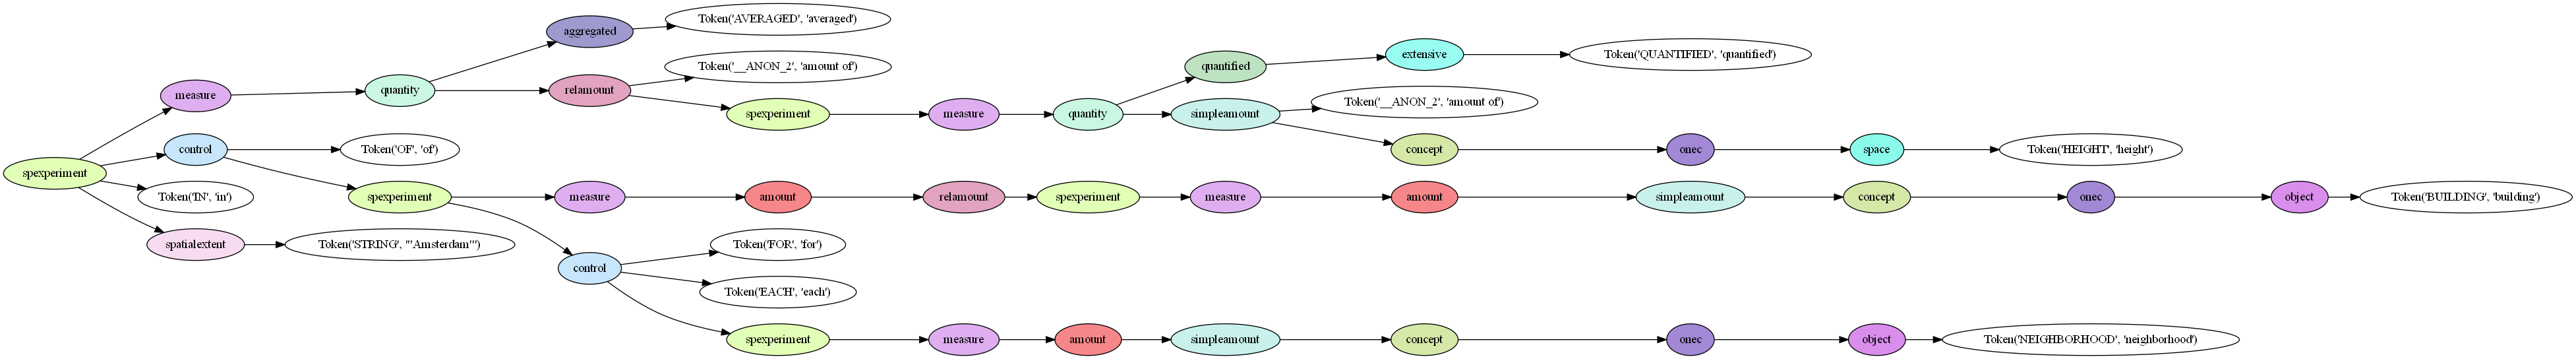 spexperiment
measure
quantity
aggregated
Token('AVERAGED', 'averaged')
relamount
Token('__ANON_2', 'amount of')
spexperiment
measure
quantity
quantified
extensive
Token('QUANTIFIED', 'quantified')
simpleamount
Token('__ANON_2', 'amount of')
concept
onec
space
Token('HEIGHT', 'height')
control
Token('OF', 'of')
spexperiment
measure
amount
relamount
spexperiment
measure
amount
simpleamount
concept
onec
object
Token('BUILDING', 'building')
control
Token('FOR', 'for')
Token('EACH', 'each')
spexperiment
measure
amount
simpleamount
concept
onec
object
Token('NEIGHBORHOOD', 'neighborhood')
Token('IN', 'in')
spatialextent
Token('STRING', "'Amsterdam'")